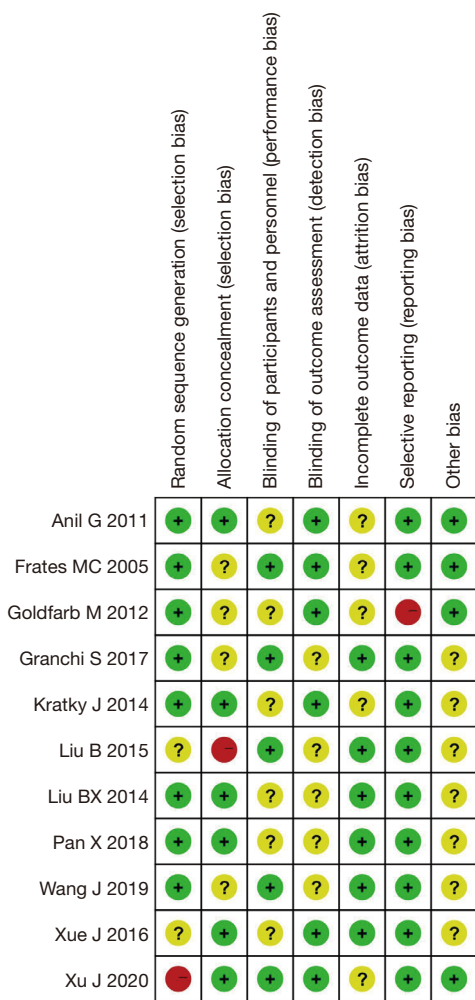 Random sequence generation (selection bias)
Allocation concealment (selection bias)
Blinding of participants and personnel (performance bias)
Blinding of outcome assessment (detection bias)
Incomplete outcome data (attrition bias)
Selective reporting (reporting bias)
Other bias
Anil G 2011 + + ? + ? + +
Frates MC 2005 + ? + + ? + +
Goldfarb M 2012 + ? ? + ? − +
Granchi S 2017 + ? + ? + + ?
Kratky J 2014 + + ? + ? + ?
Liu B 2015 ? − + ? + + ?
Liu BX 2014 + + ? ? + + ?
Pan X 2018 + + ? ? + + ?
Wang J 2019 + ? + ? + + ?
Xue J 2016 ? + ? + + + ?
Xu J 2020 − + + + ? + +